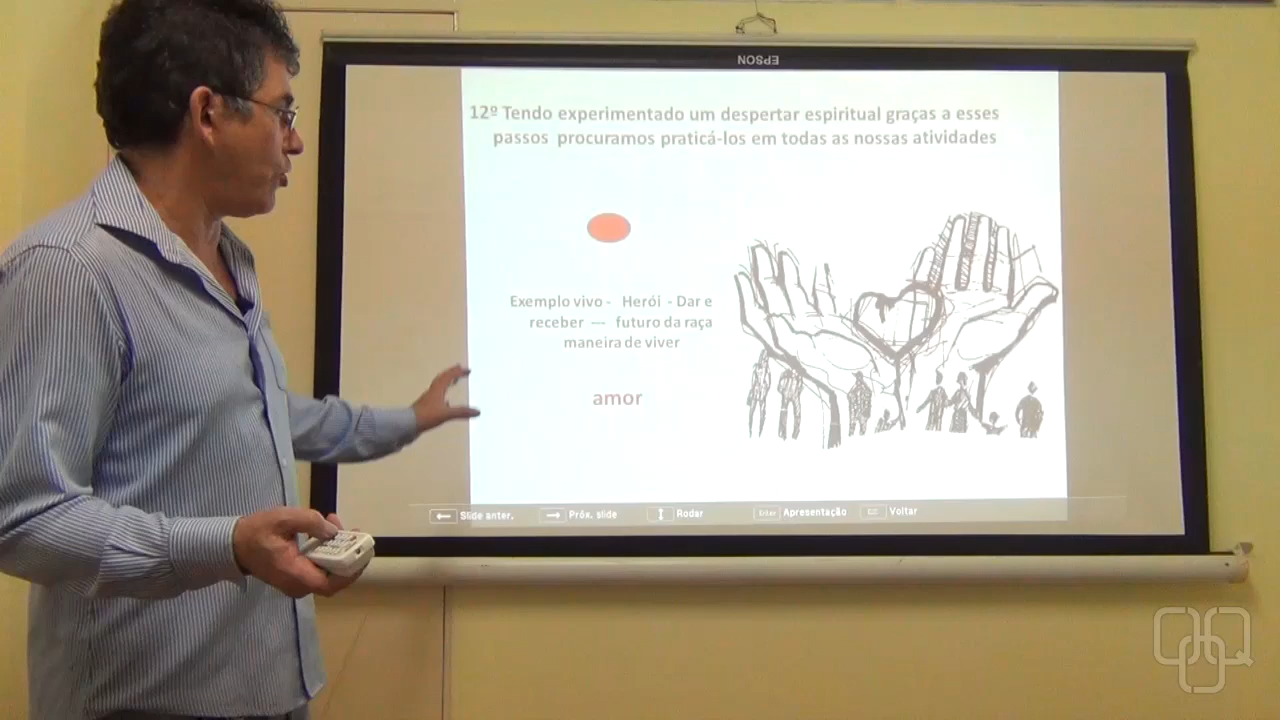 EPSON
12º Tendo experimentado um despertar espiritual graças a esses
passos procuramos praticá-los em todas as nossas atividades
Exemplo vivo - Herói - Dar e
receber — futuro da raça
maneira de viver
amor
Slide anter. Próx. slide Rodar Enter Apresentação Voltar